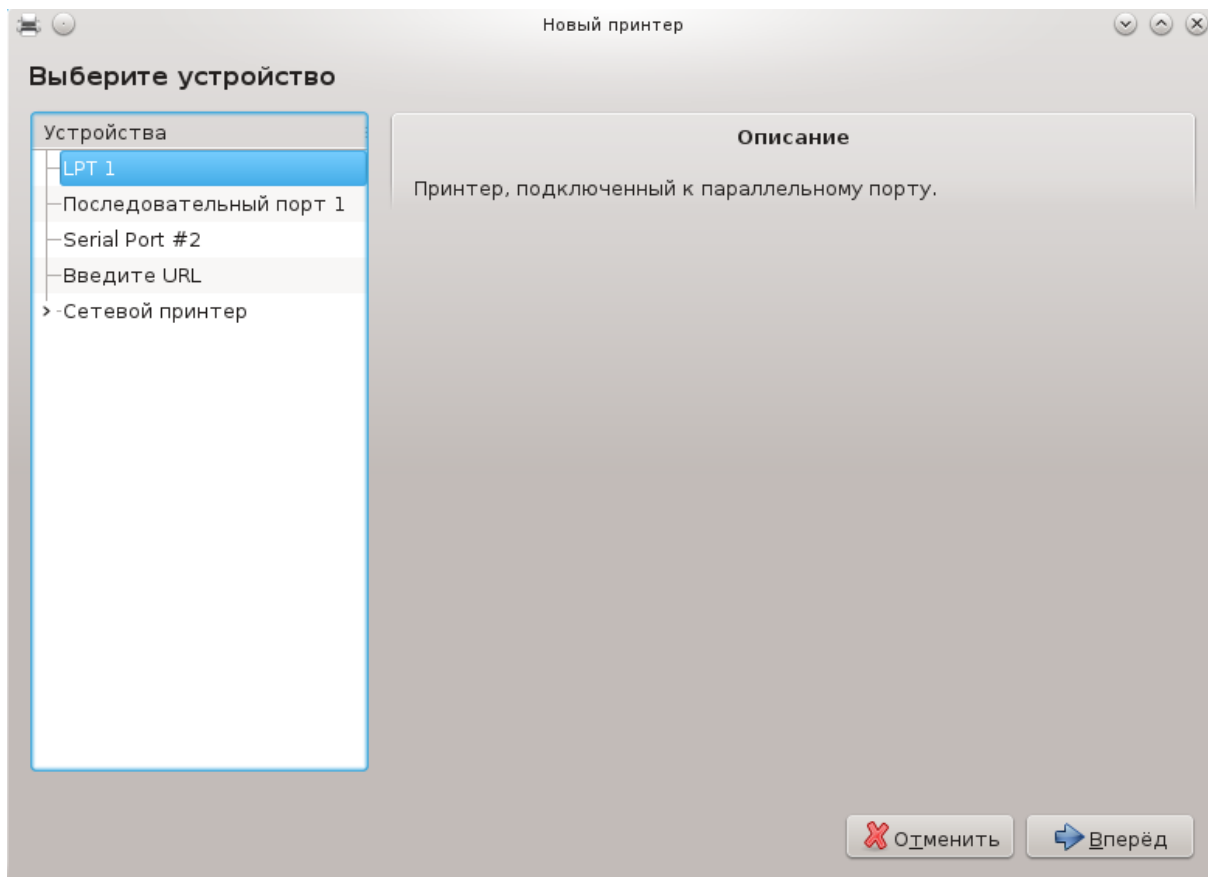 Новый принтер
Выберите устройство
Устройства
LPT 1
Последовательный порт 1
Serial Port #2
Введите URL
Сетевой принтер
Описание
Принтер, подключенный к параллельному порту.
Отменить
Вперёд